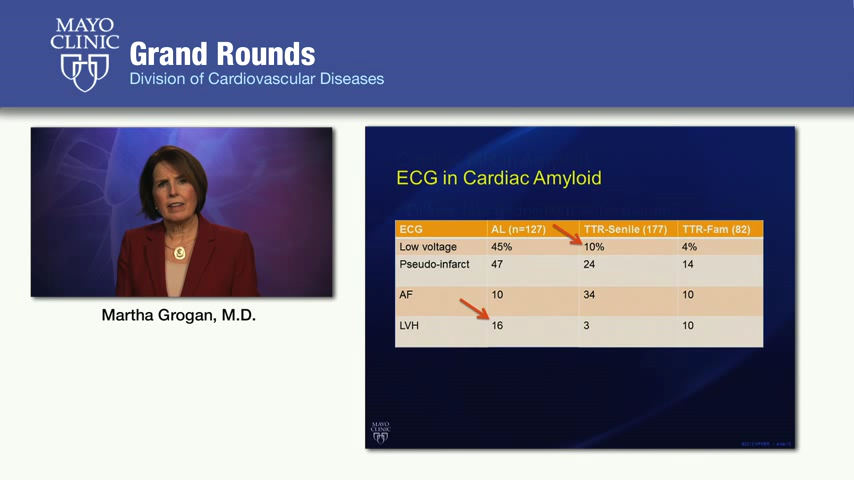 MAYO
CLINIC
Grand Rounds
Division of Cardiovascular Diseases
Martha Grogan, M.D.
ECG in Cardiac Amyloid
ECG AL (n=127) TTR-Senile (177) TTR-Fam (82)
Low voltage 45% 10% 4%
Pseudo-infarct 47 24 14
AF 10 34 10
LVH 16 3 10
MAYO
CLINIC